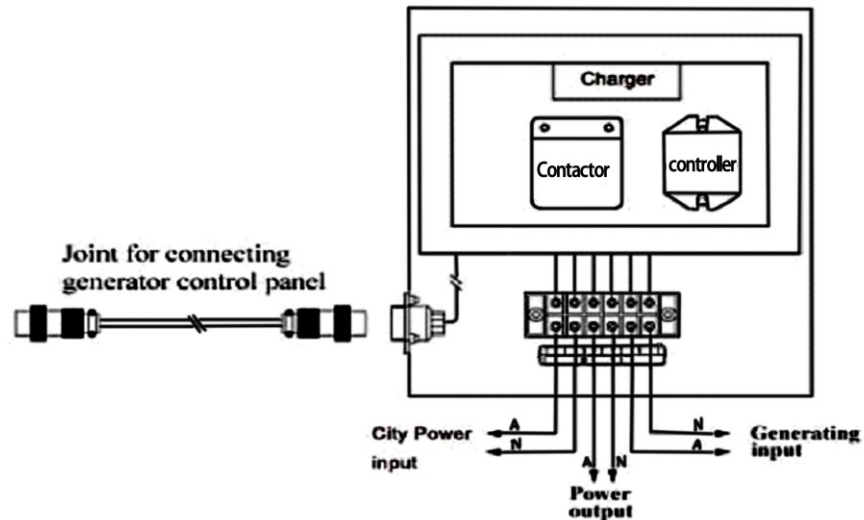 Charger
Contactor
controller
Joint for connecting
generator control panel
City Power
input
A
N
A
N
N
A
Generating
input
Power
output